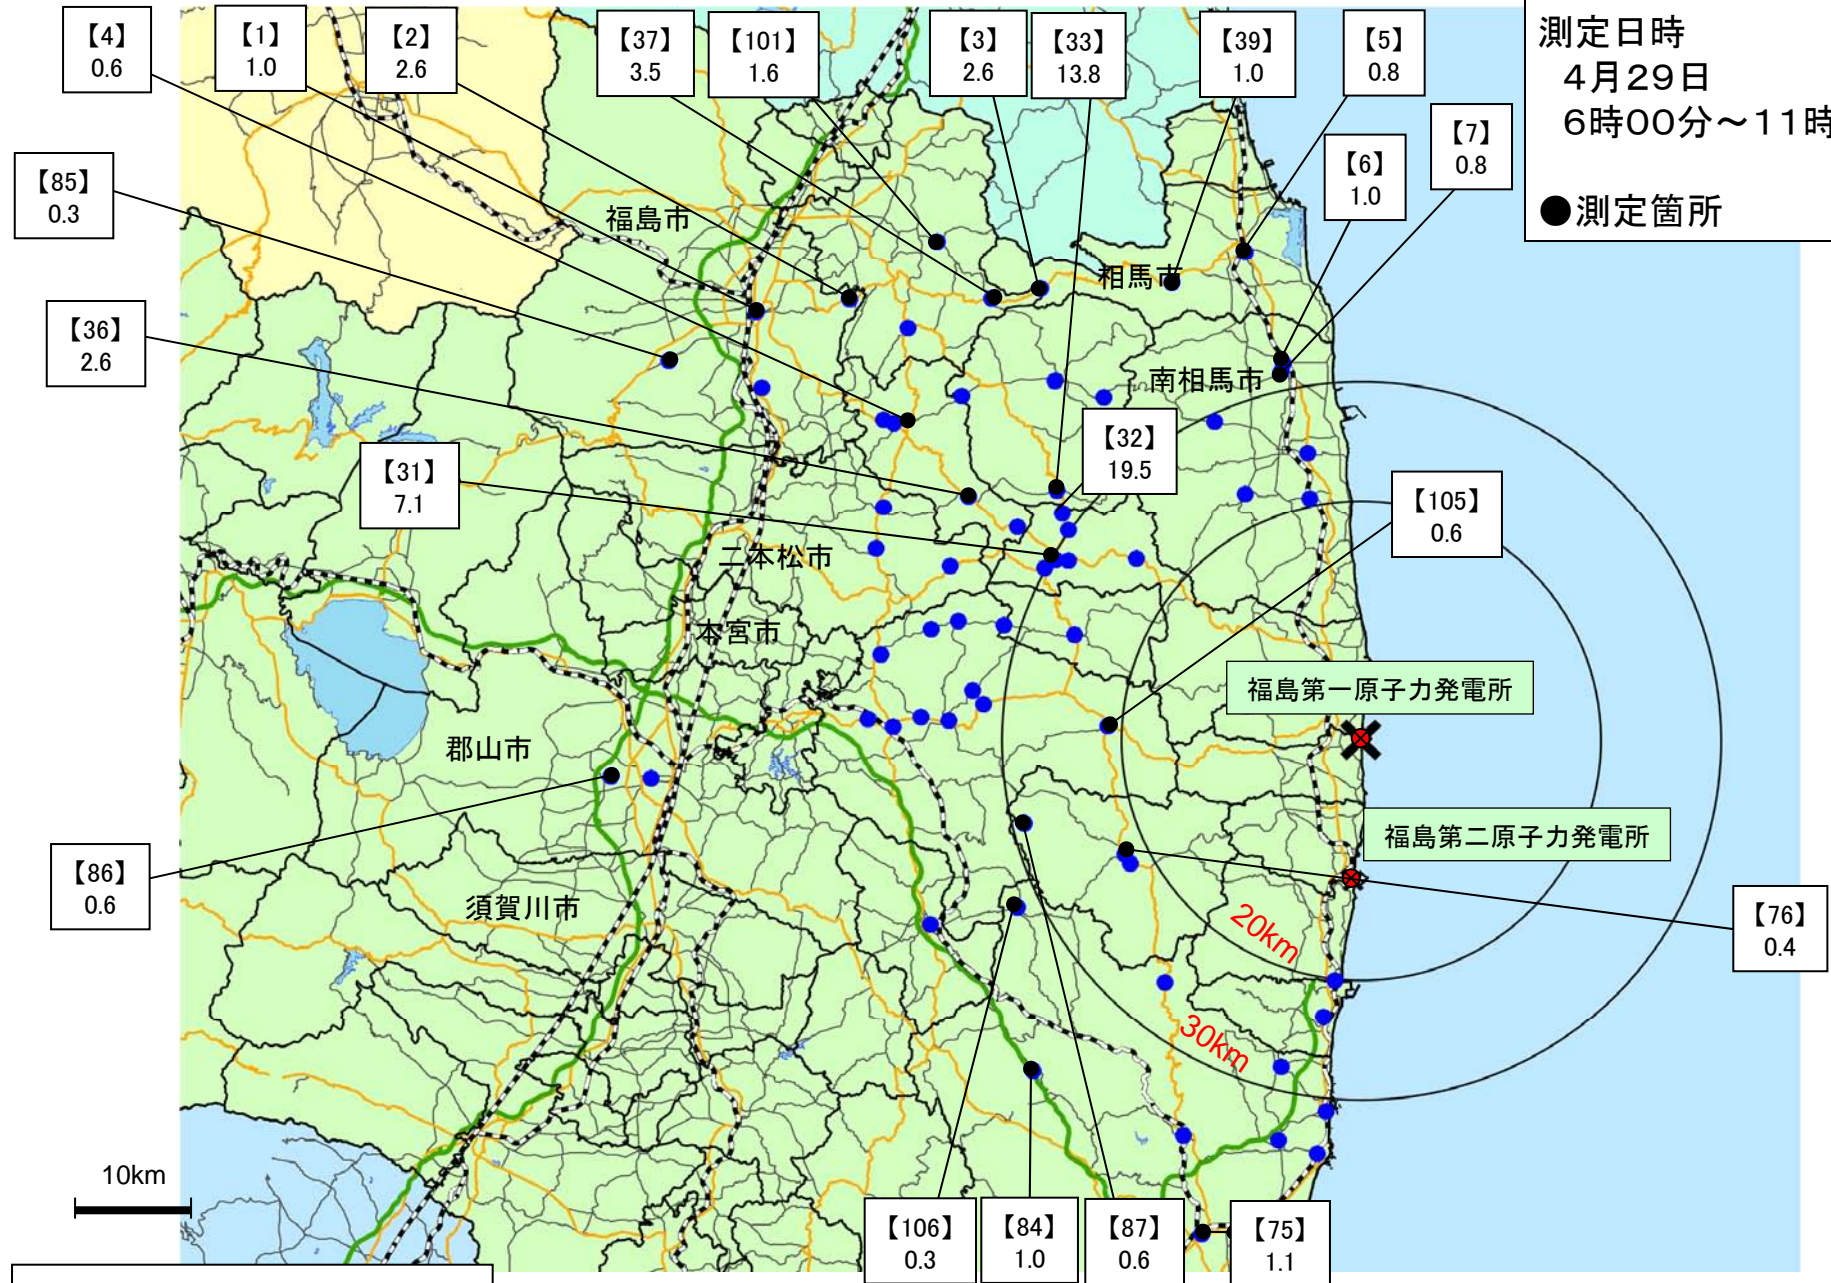 【4】
0.6
【1】
1.0
【2】
2.6
【37】
3.5
【101】
1.6
【3】
2.6
【33】
13.8
【39】
1.0
【5】
0.8
測定日時
4月29日
6時00分～11時
●測定箇所
【7】
0.8
【6】
1.0
【85】
0.3
福島市
相馬市
【36】
2.6
南相馬市
【32】
19.5
【31】
7.1
【105】
0.6
二本松市
本宮市
福島第一原子力発電所
郡山市
福島第二原子力発電所
【86】
0.6
須賀川市
20km
【76】
0.4
30km
10km
【106】
0.3
【84】
1.0
【87】
0.6
【75】
1.1